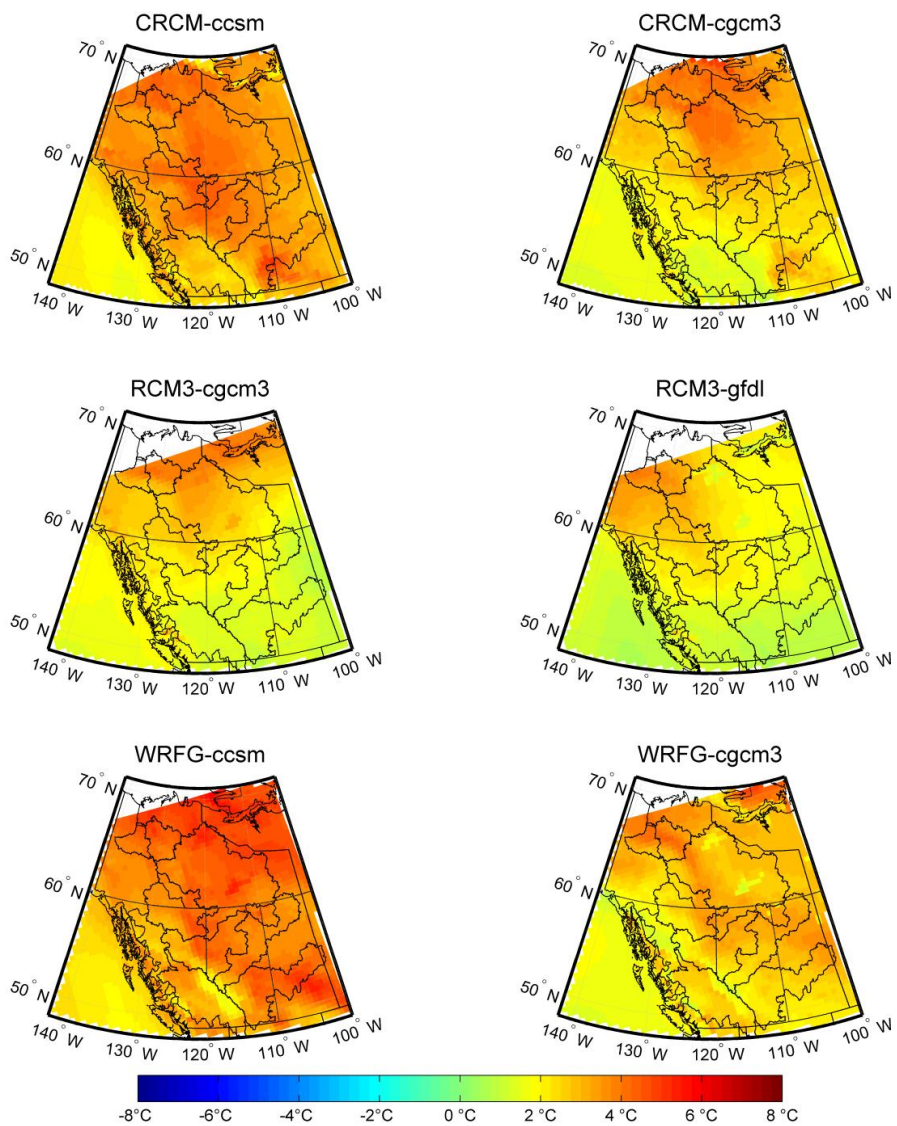 CRCM-ccsm
CRCM-cgcm3
70° N
60° N
50° N
140° W
130° W
120° W
110° W
100° W
70° N
60° N
50° N
140° W
130° W
120° W
110° W
100° W
RCM3-cgcm3
RCM3-gfdl
70° N
60° N
50° N
140° W
130° W
120° W
110° W
100° W
70° N
60° N
50° N
140° W
130° W
120° W
110° W
100° W
WRFG-ccsm
WRFG-cgcm3
70° N
60° N
50° N
140° W
130° W
120° W
110° W
100° W
70° N
60° N
50° N
140° W
130° W
120° W
110° W
100° W
-8°C -6°C -4°C -2°C 0 °C 2 °C 4 °C 6 °C 8 °C